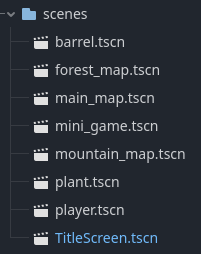 scenes
barrel.tscn
forest_map.tscn
main_map.tscn
mini_game.tscn
mountain_map.tscn
plant.tscn
player.tscn
TitleScreen.tscn